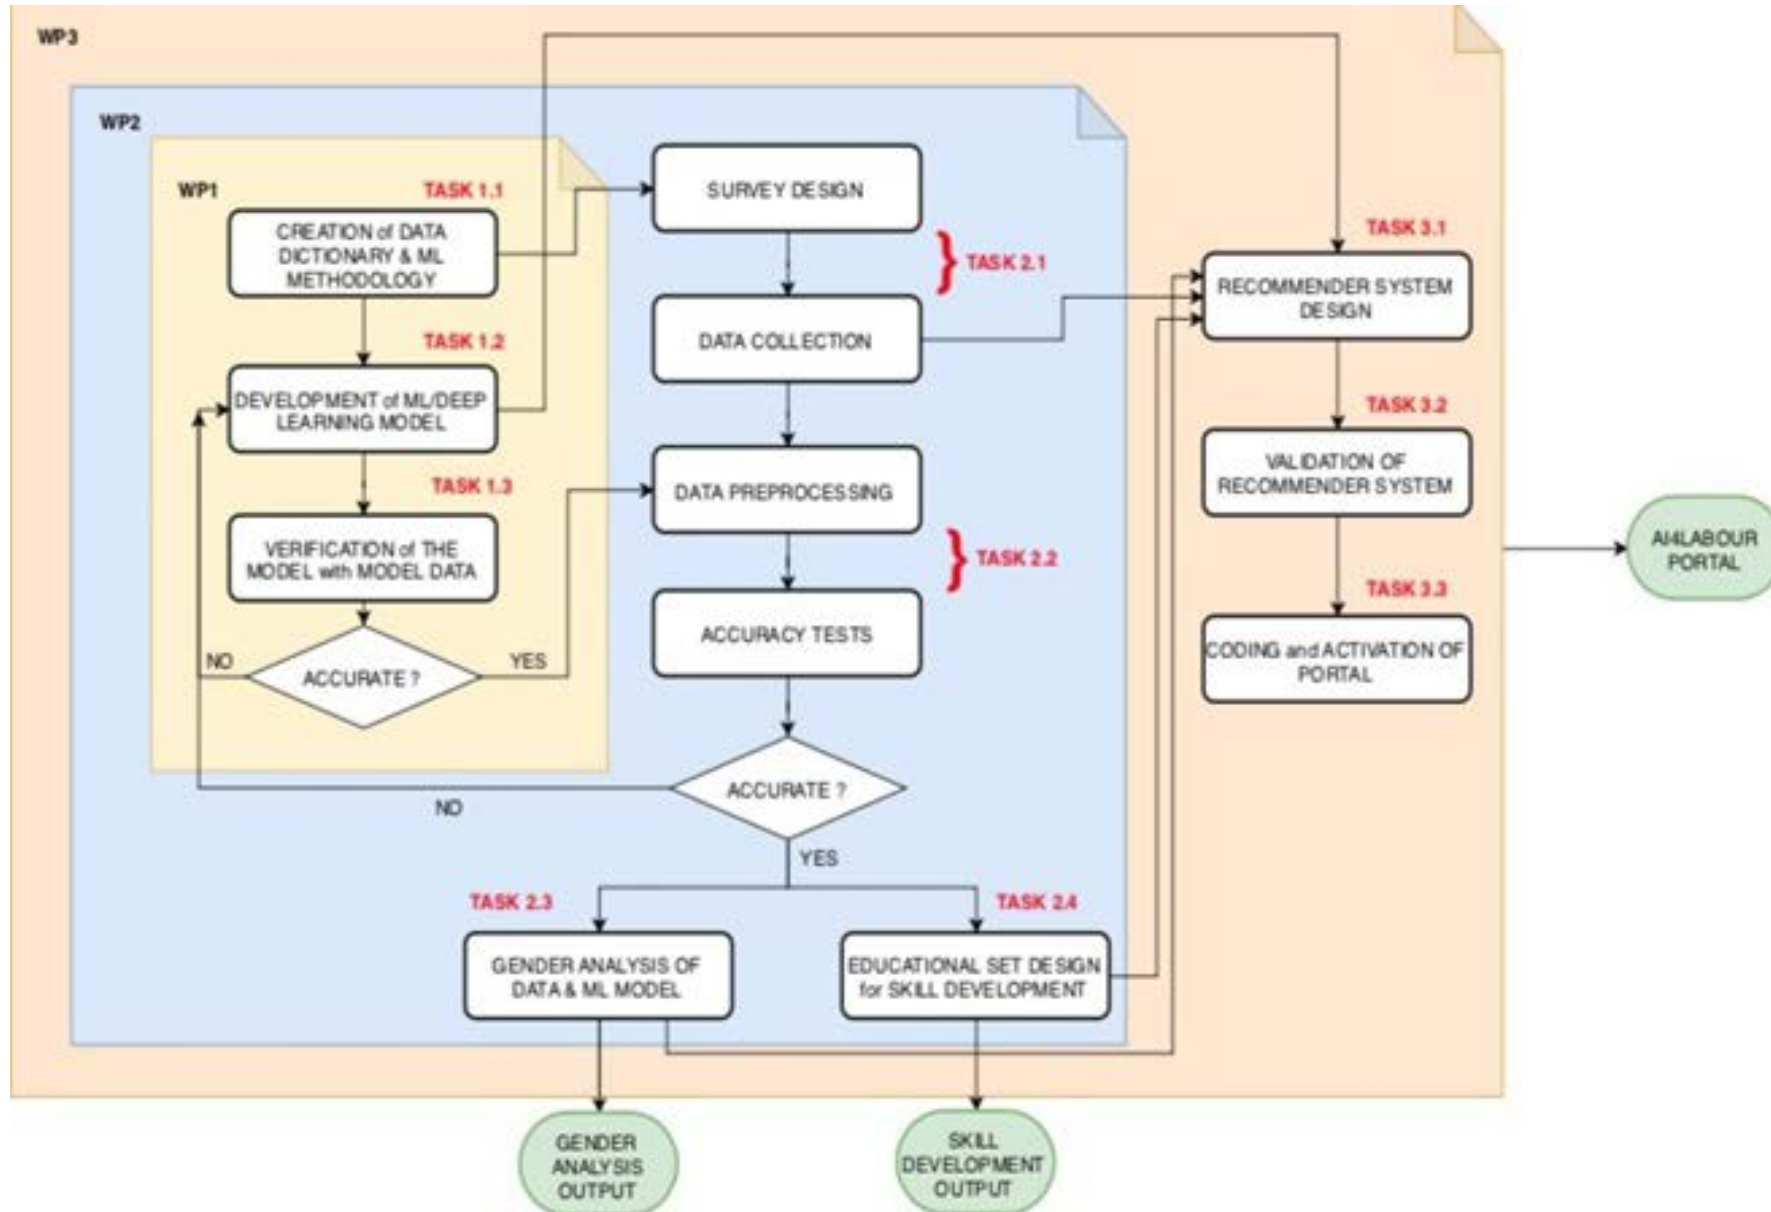 WP3
WP2
WP1
TASK 1.1
CREATION of DATA
DICTIONARY & ML
METHODOLOGY
TASK 1.2
DEVELOPMENT of ML/DEEP
LEARNING MODEL
TASK 1.3
VERIFICATION of THE
MODEL with MODEL DATA
NO
ACCURATE ?
YES
SURVEY DESIGN
TASK 2.1
DATA COLLECTION
DATA PREPROCESSING
TASK 2.2
ACCURACY TESTS
ACCURATE ?
NO
YES
TASK 2.3
GENDER ANALYSIS OF
DATA & ML MODEL
TASK 2.4
EDUCATIONAL SET DESIGN
for SKILL DEVELOPMENT
TASK 3.1
RECOMMENDER SYSTEM
DESIGN
TASK 3.2
VALIDATION OF
RECOMMENDER SYSTEM
TASK 3.3
CODING and ACTIVATION OF
PORTAL
AI4LABOUR
PORTAL
GENDER
ANALYSIS
OUTPUT
SKILL
DEVELOPMENT
OUTPUT